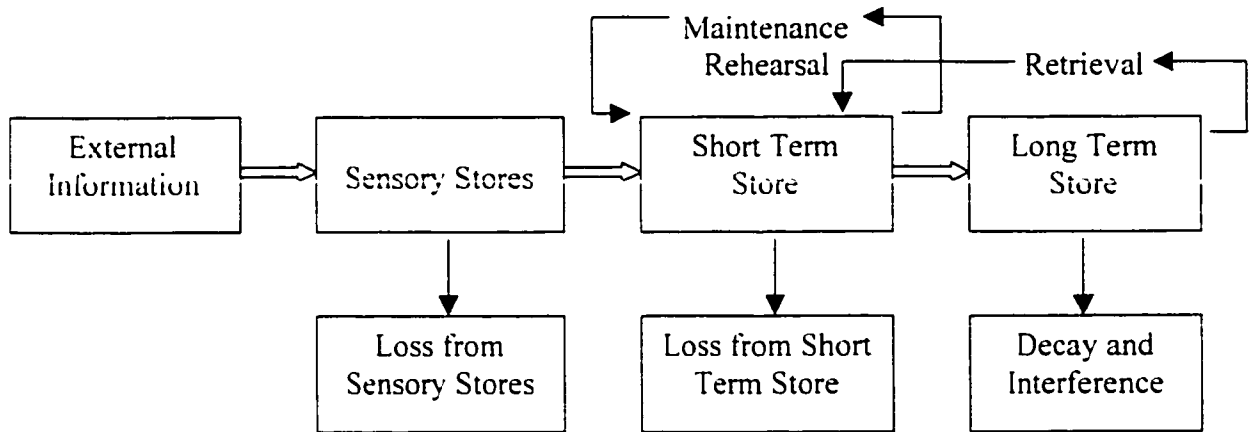 Maintenance
Rehearsal
Retrieval
External
Information
Sensory Stores
Short Term
Store
Long Term
Store
Loss from
Sensory Stores
Loss from Short
Term Store
Decay and
Interference